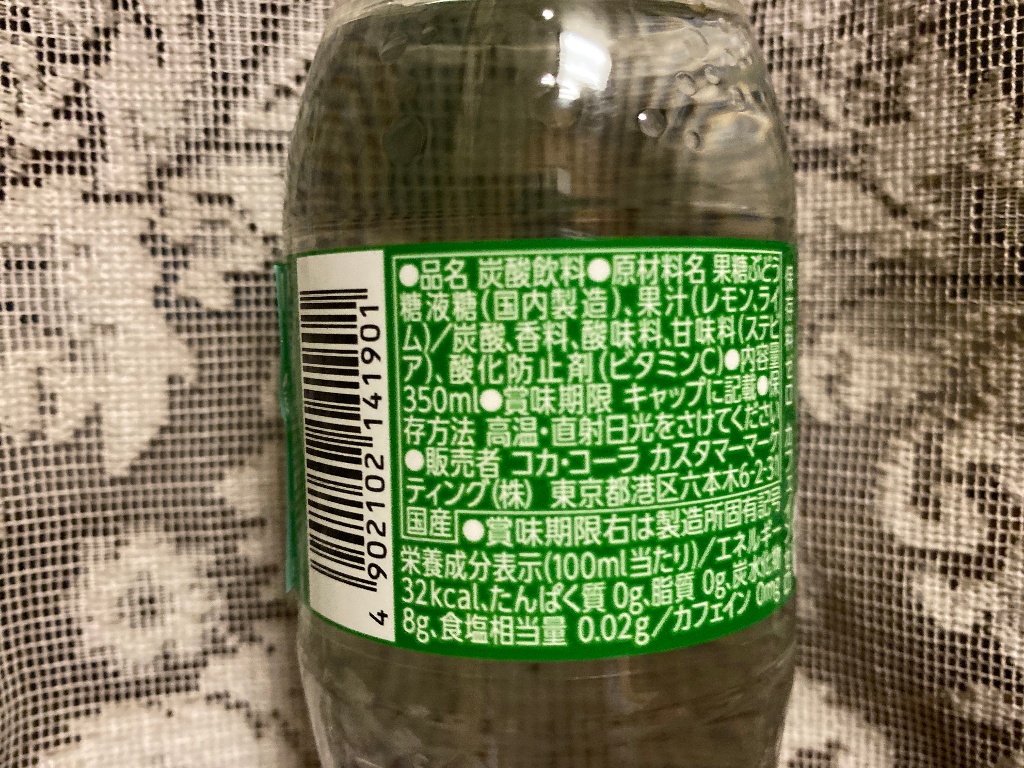 ●品名 炭酸飲料●原材料名 果糖ぶどう
糖液糖(国内製造)、果汁(レモン、ライ
ム)/炭酸、香料、酸味料、甘味料(ステビ
ア)、酸化防止剤(ビタミンC)●内容量
350ml●賞味期限 キャップに記載●保
存方法 高温・直射日光をさけてください
●販売者 コカ・コーラ カスタマーマーケ
ティング(株) 東京都港区六本木6-2-31
国産 ●賞味期限右は製造所固有記号
栄養成分表示(100ml当たり)/エネルギー
32kcal、たんぱく質 0g、脂質 0g、炭水化物
8g、食塩相当量 0.02g/カフェイン 0mg
4 902102 141901
保存料ゼロ